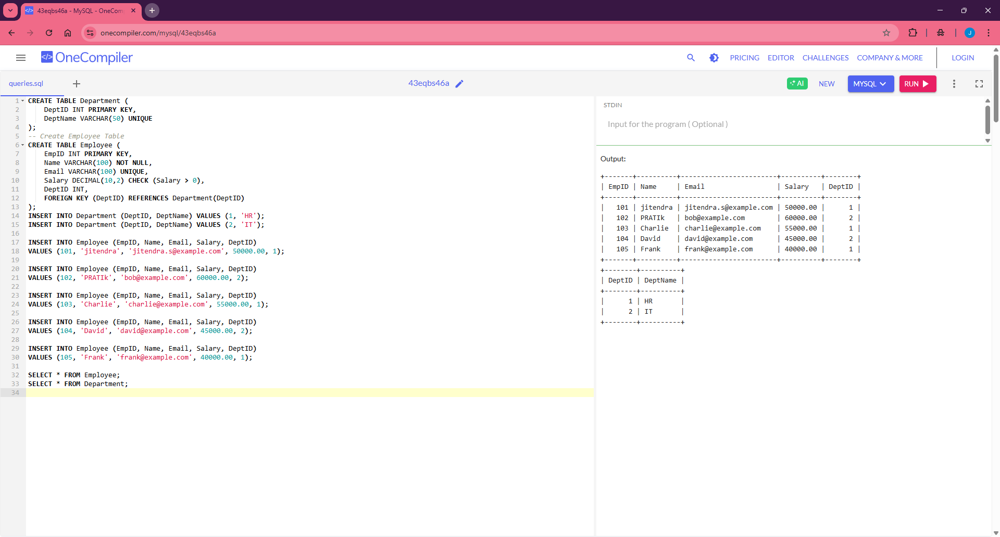 43eqbs46a - MySQL - OneCom
onecompiler.com/mysql/43eqbs46a
J
</> OneCompiler
PRICING EDITOR CHALLENGES COMPANY & MORE LOGIN
queries.sql
43eqbs46a
AI NEW MYSQL RUN
1 CREATE TABLE Department (
2     DeptID INT PRIMARY KEY,
3     DeptName VARCHAR(50) UNIQUE
4 );
5 -- Create Employee Table
6 CREATE TABLE Employee (
7     EmpID INT PRIMARY KEY,
8     Name VARCHAR(100) NOT NULL,
9     Email VARCHAR(100) UNIQUE,
10     Salary DECIMAL(10,2) CHECK (Salary > 0),
11     DeptID INT,
12     FOREIGN KEY (DeptID) REFERENCES Department(DeptID)
13 );
14 INSERT INTO Department (DeptID, DeptName) VALUES (1, 'HR');
15 INSERT INTO Department (DeptID, DeptName) VALUES (2, 'IT');
16
17 INSERT INTO Employee (EmpID, Name, Email, Salary, DeptID)
18 VALUES (101, 'jitendra', 'jitendra.s@example.com', 50000.00, 1);
19
20 INSERT INTO Employee (EmpID, Name, Email, Salary, DeptID)
21 VALUES (102, 'PRATIk', 'bob@example.com', 60000.00, 2);
22
23 INSERT INTO Employee (EmpID, Name, Email, Salary, DeptID)
24 VALUES (103, 'Charlie', 'charlie@example.com', 55000.00, 1);
25
26 INSERT INTO Employee (EmpID, Name, Email, Salary, DeptID)
27 VALUES (104, 'David', 'david@example.com', 45000.00, 2);
28
29 INSERT INTO Employee (EmpID, Name, Email, Salary, DeptID)
30 VALUES (105, 'Frank', 'frank@example.com', 40000.00, 1);
31
32 SELECT * FROM Employee;
33 SELECT * FROM Department;
34
STDIN
Input for the program ( Optional )
Output:
+-------+----------+------------------------+----------+--------+
| EmpID | Name     | Email                  | Salary   | DeptID |
+-------+----------+------------------------+----------+--------+
|   101 | jitendra | jitendra.s@example.com | 50000.00 |      1 |
|   102 | PRATIk   | bob@example.com        | 60000.00 |      2 |
|   103 | Charlie  | charlie@example.com    | 55000.00 |      1 |
|   104 | David    | david@example.com      | 45000.00 |      2 |
|   105 | Frank    | frank@example.com      | 40000.00 |      1 |
+-------+----------+------------------------+----------+--------+
+--------+----------+
| DeptID | DeptName |
+--------+----------+
|      1 | HR       |
|      2 | IT       |
+--------+----------+